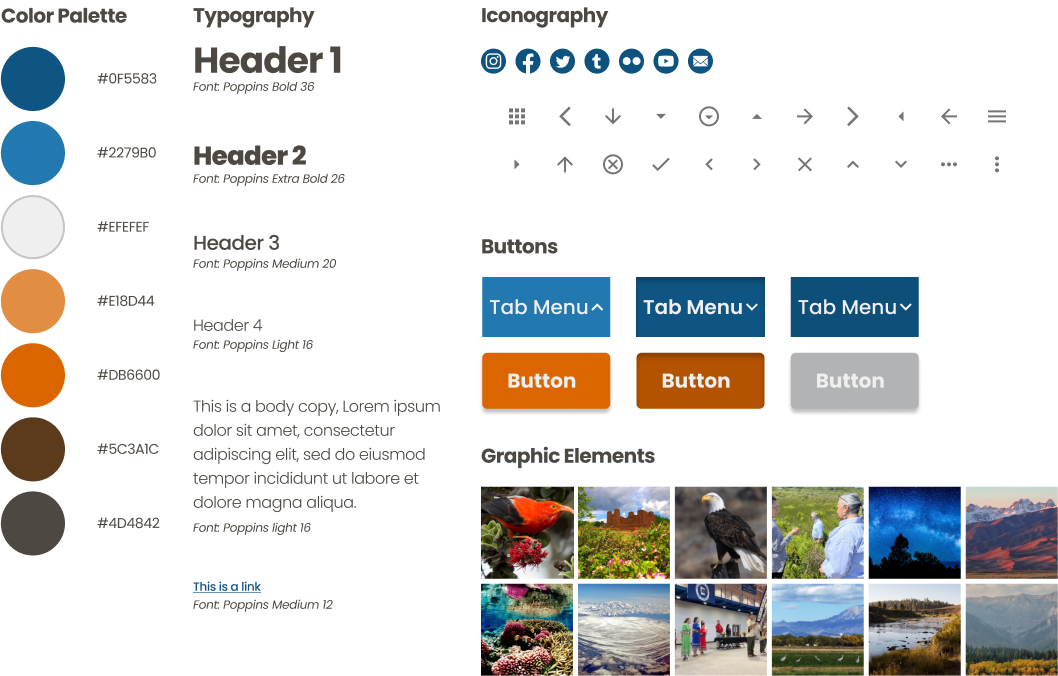 Color Palette
#0F5583
#2279B0
#EFEFEF
#E18D44
#DB6600
#5C3A1C
#4D4842
Typography
Header 1
Font: Poppins Bold 36
Header 2
Font: Poppins Extra Bold 26
Header 3
Font: Poppins Medium 20
Header 4
Font: Poppins Light 16
This is a body copy, Lorem ipsum
dolor sit amet, consectetur
adipiscing elit, sed do eiusmod
tempor incididunt ut labore et
dolore magna aliqua.
Font: Poppins light 16
This is a link
Font: Poppins Medium 12
Iconography
Buttons
Tab Menu
Tab Menu
Tab Menu
Button
Button
Button
Graphic Elements